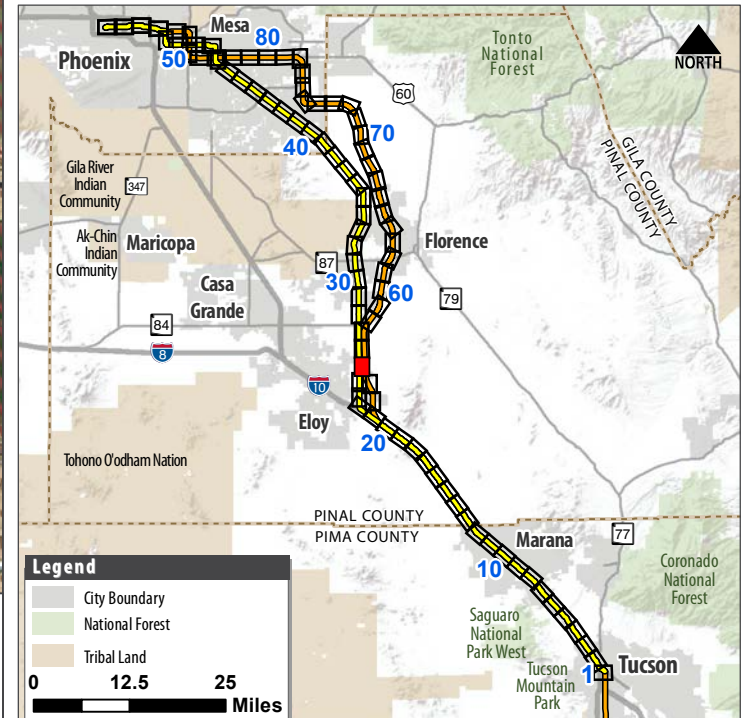 Mesa
80
Phoenix
50
Tonto
National
Forest
NORTH
60
70
40
GILA COUNTY
PINAL COUNTY
Gila River
Indian
Community
347
Ak-Chin
Indian
Community
Maricopa
87
Florence
Casa
Grande
30
60
79
84
8
10
Eloy
20
Tohono O'odham Nation
PINAL COUNTY
PIMA COUNTY
Marana
77
10
Coronado
National
Forest
Saguaro
National
Park West
Tucson
Mountain
Park
1
Tucson
Legend
City Boundary
National Forest
Tribal Land
0 12.5 25
Miles